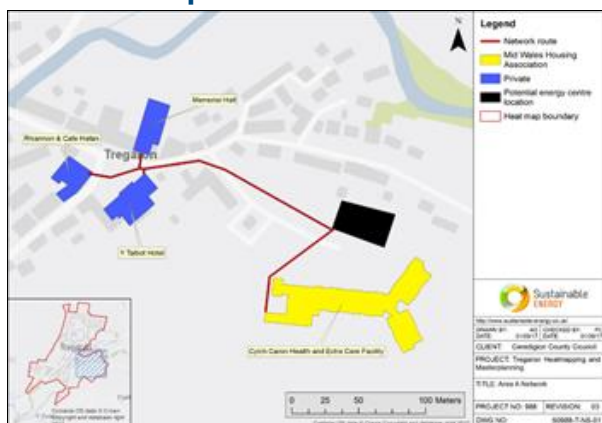 N
Memorial Hall
Rhiannon & Cafe Hafan
Tregaron
Y Talbot Hotel
Cylch Caron Health and Extra Care Facility
0 25 50 100 Meters
Legend
Network route
Mid Wales Housing
Association
Private
Potential energy centre
location
Heat map boundary
Sustainable
ENERGY
CLIENT: Ceredigion County Council
PROJECT: Tregaron Heatmapping and
Masterplanning
TITLE: Area A Network
PROJECT NO: 988 REVISION: 03